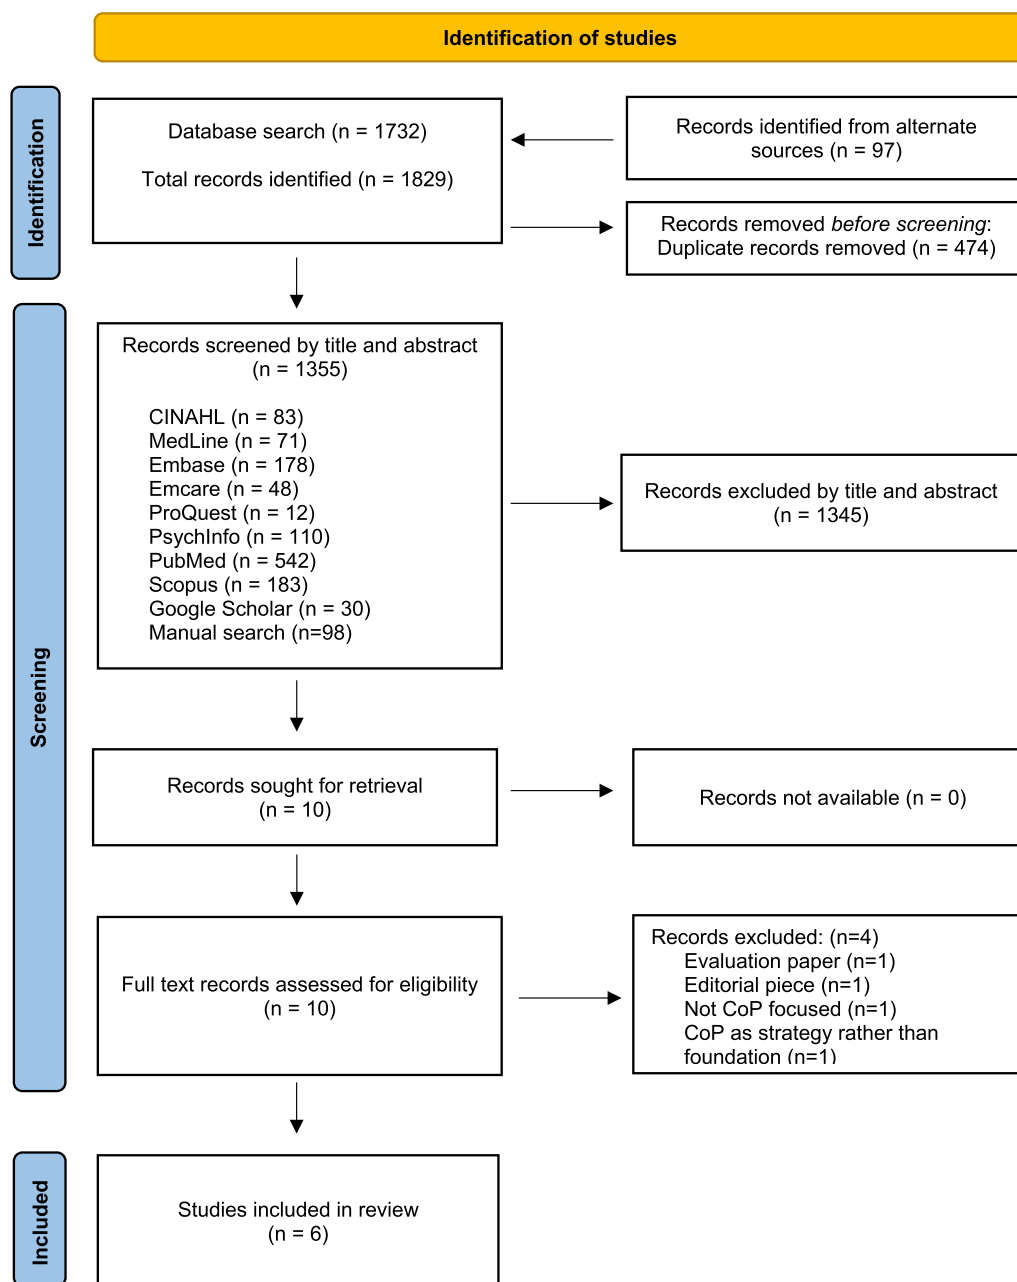 Identification of studies
Identification
Database search (n = 1732)
Total records identified (n = 1829)
Records identified from alternate
sources (n = 97)
Records removed before screening:
Duplicate records removed (n = 474)
Screening
Records screened by title and abstract
(n = 1355)
CINAHL (n = 83)
MedLine (n = 71)
Embase (n = 178)
Emcare (n = 48)
ProQuest (n = 12)
PsychInfo (n = 110)
PubMed (n = 542)
Scopus (n = 183)
Google Scholar (n = 30)
Manual search (n=98)
Records excluded by title and abstract
(n = 1345)
Records sought for retrieval
(n = 10)
Records not available (n = 0)
Full text records assessed for eligibility
(n = 10)
Records excluded: (n=4)
Evaluation paper (n=1)
Editorial piece (n=1)
Not CoP focused (n=1)
CoP as strategy rather than
foundation (n=1)
Included
Studies included in review
(n = 6)